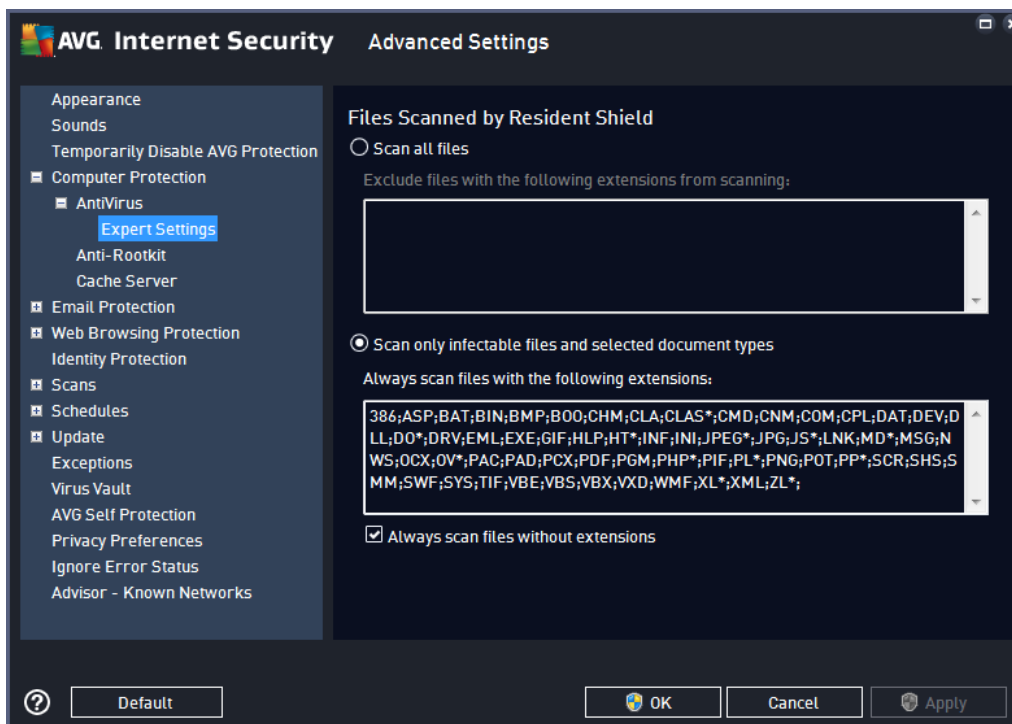 AVG. Internet Security Advanced Settings
Appearance
Sounds
Temporarily Disable AVG Protection
Computer Protection
AntiVirus
Expert Settings
Anti-Rootkit
Cache Server
Email Protection
Web Browsing Protection
Identity Protection
Scans
Schedules
Update
Exceptions
Virus Vault
AVG Self Protection
Privacy Preferences
Ignore Error Status
Advisor - Known Networks
Files Scanned by Resident Shield
Scan all files
Exclude files with the following extensions from scanning:
Scan only infectable files and selected document types
Always scan files with the following extensions:
386;ASP;BAT;BIN;BMP;BOO;CHM;CLA;CLAS*;CMD;CNM;COM;CPL;DAT;DEV;D
LL;DO*;DRV;EML;EXE;GIF;HLP;HT*;INF;INI;JPEG*;JPG;JS*;LNK;MD*;MSG;N
WS;OCX;OV*;PAC;PAD;PCX;PDF;PGM;PHP*;PIF;PL*;PNG;POT;PP*;SCR;SHS;S
MM;SWF;SYS;TIF;VBE;VBS;VBX;VXD;WMF;XL*;XML;ZL*;
Always scan files without extensions
? Default OK Cancel Apply